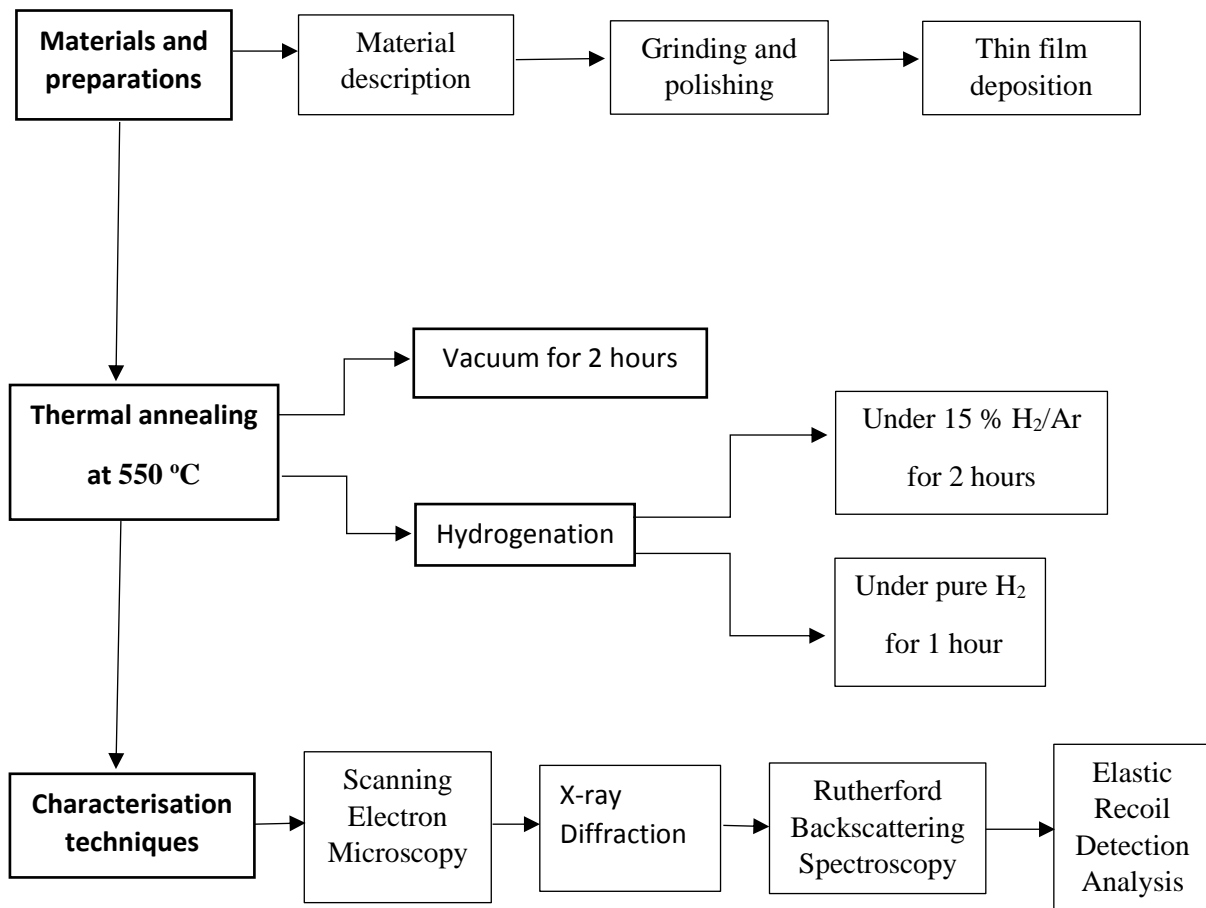 Materials and
preparations
Material
description
Grinding and
polishing
Thin film
deposition
Thermal annealing
at 550 ºC
Vacuum for 2 hours
Hydrogenation
Under 15 % H₂/Ar
for 2 hours
Under pure H₂
for 1 hour
Characterisation
techniques
Scanning
Electron
Microscopy
X-ray
Diffraction
Rutherford
Backscattering
Spectroscopy
Elastic
Recoil
Detection
Analysis